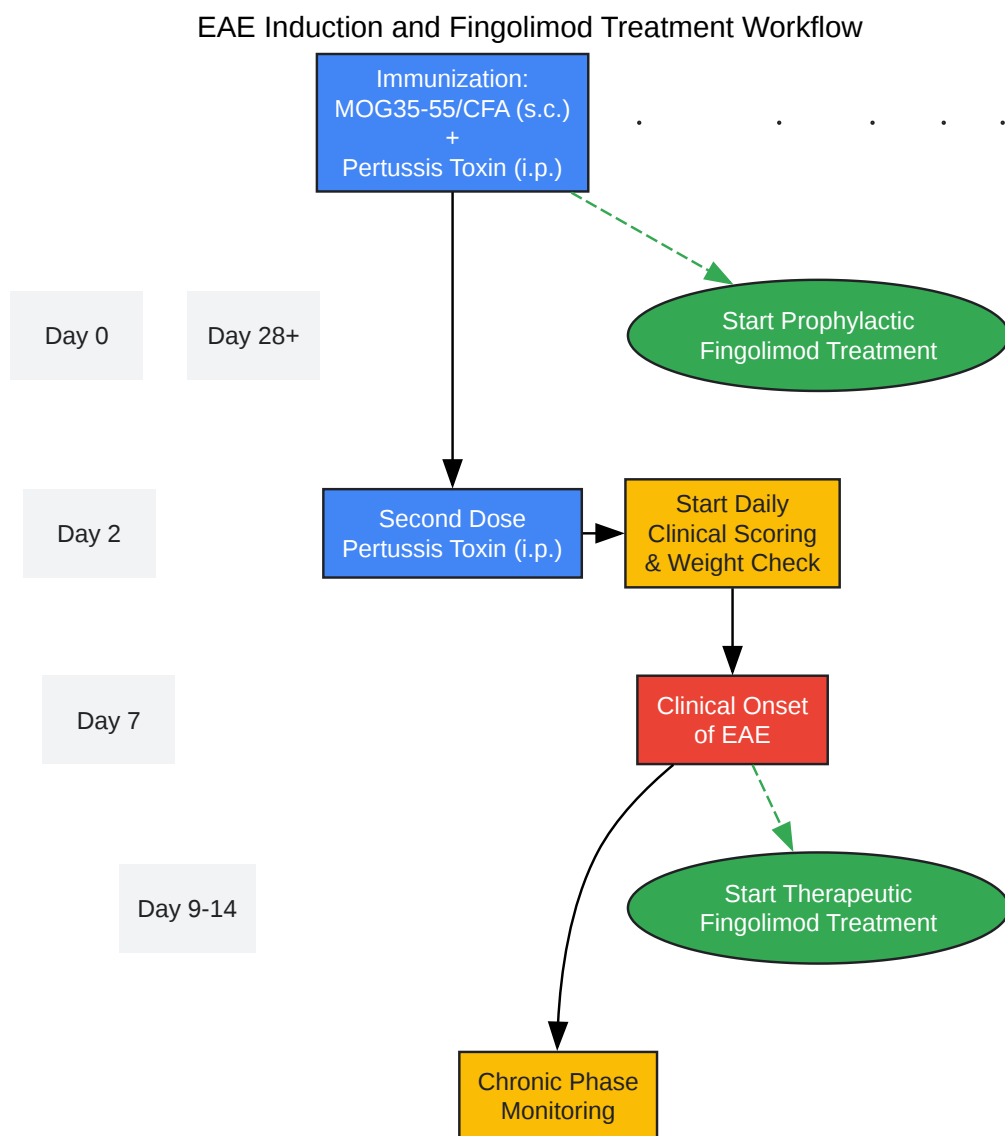 EAE Induction and Fingolimod Treatment Workflow
Immunization:
MOG35-55/CFA (s.c.)
+
Pertussis Toxin (i.p.)
Start Prophylactic
Fingolimod Treatment
Day 0
Day 28+
Day 2
Second Dose
Pertussis Toxin (i.p.)
Start Daily
Clinical Scoring
& Weight Check
Day 7
Clinical Onset
of EAE
Day 9-14
Start Therapeutic
Fingolimod Treatment
Chronic Phase
Monitoring